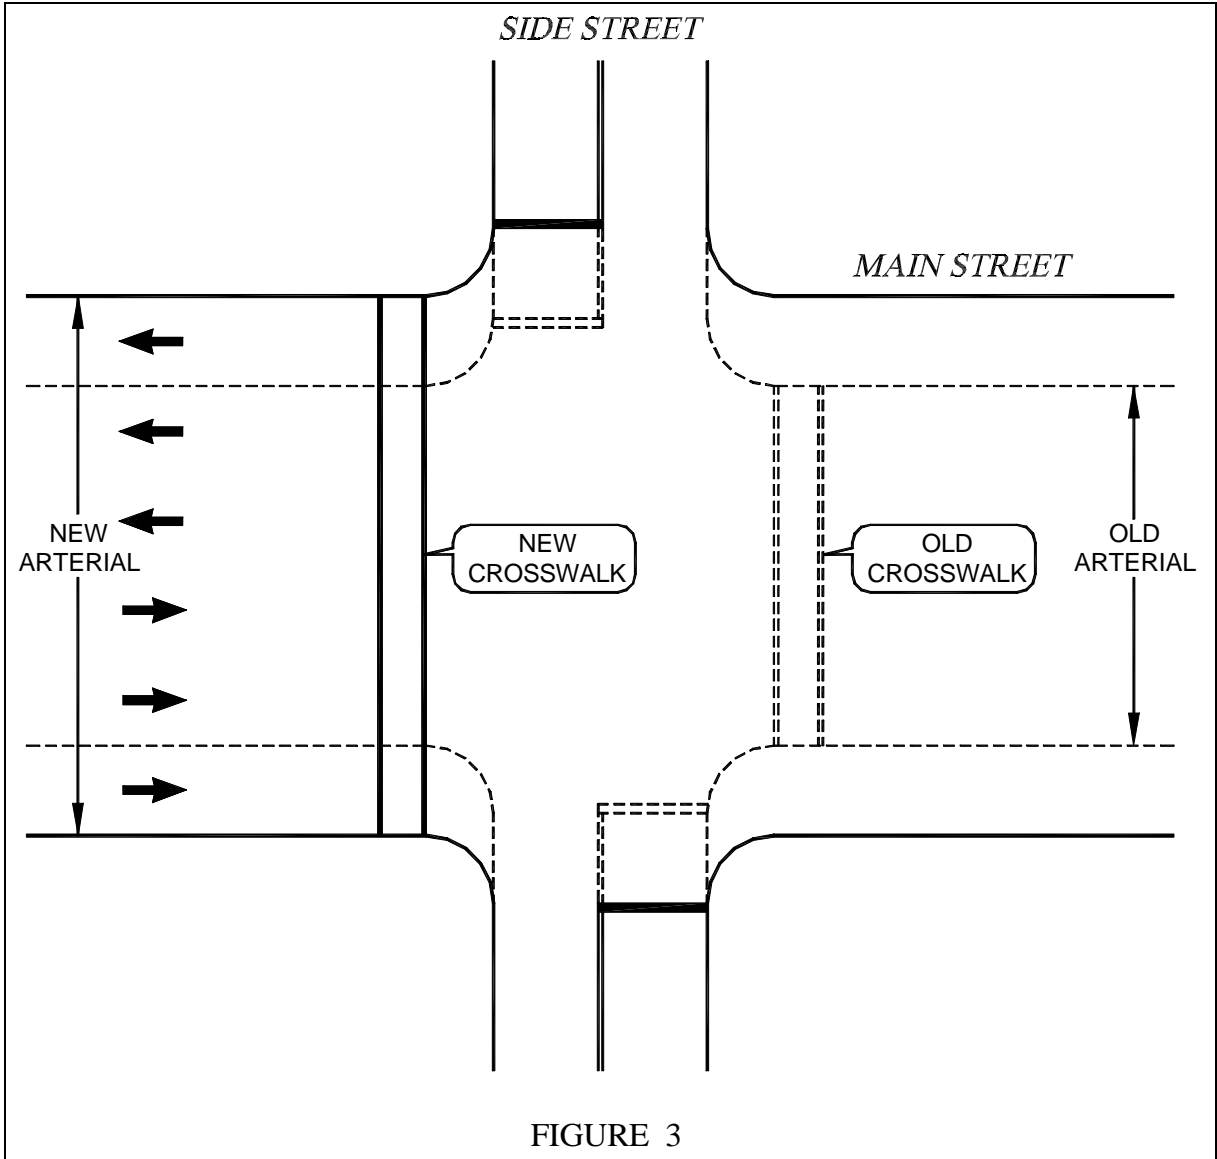 SIDE STREET
MAIN STREET
NEW
ARTERIAL
NEW
CROSSWALK
OLD
CROSSWALK
OLD
ARTERIAL
FIGURE 3